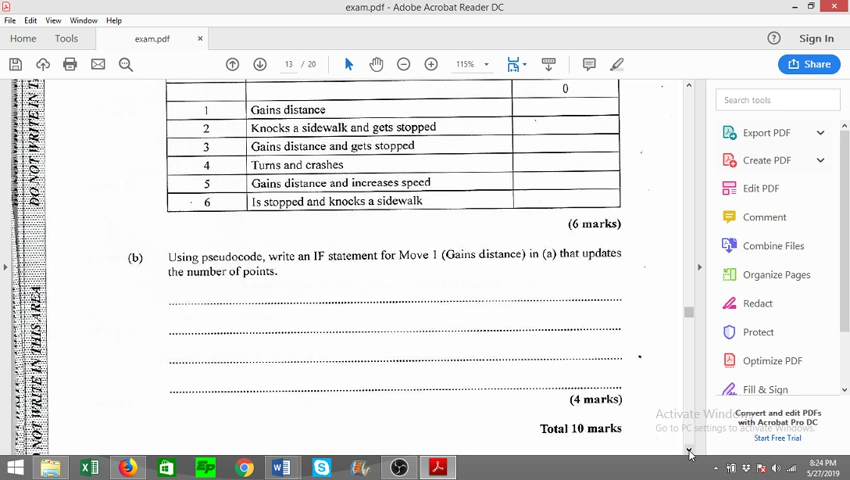 exam.pdf - Adobe Acrobat Reader DC
File Edit View Window Help
Home Tools exam.pdf × Sign In
13 / 20 115% Share
0
1 Gains distance
2 Knocks a sidewalk and gets stopped
3 Gains distance and gets stopped
4 Turns and crashes
5 Gains distance and increases speed
6 Is stopped and knocks a sidewalk
(6 marks)
(b) Using pseudocode, write an IF statement for Move 1 (Gains distance) in (a) that updates
the number of points.
(4 marks)
Total 10 marks
DO NOT WRITE IN
NOT WRITE IN THIS AREA
Search tools
Export PDF
Create PDF
Edit PDF
Comment
Combine Files
Organize Pages
Redact
Protect
Optimize PDF
Fill & Sign
Convert and edit PDFs
with Acrobat Pro DC
Start Free Trial
Activate Windows
Go to PC settings to activate Windows.
8:24 PM
5/27/2019